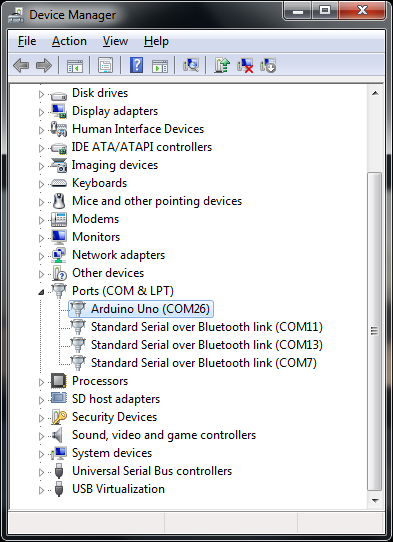 Device Manager
File Action View Help
Disk drives
Display adapters
Human Interface Devices
IDE ATA/ATAPI controllers
Imaging devices
Keyboards
Mice and other pointing devices
Modems
Monitors
Network adapters
Other devices
Ports (COM & LPT)
Arduino Uno (COM26)
Standard Serial over Bluetooth link (COM11)
Standard Serial over Bluetooth link (COM13)
Standard Serial over Bluetooth link (COM7)
Processors
SD host adapters
Security Devices
Sound, video and game controllers
System devices
Universal Serial Bus controllers
USB Virtualization